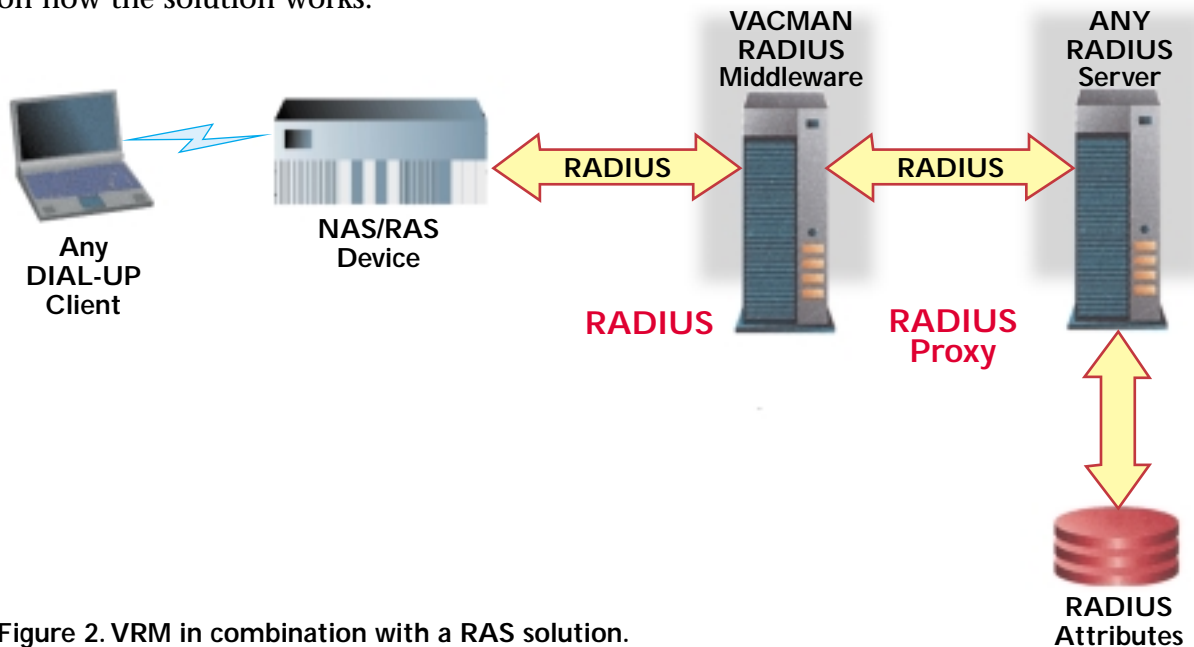 on how the solution works.
VACMAN
RADIUS
Middleware
ANY
RADIUS
Server
RADIUS
RADIUS
Any
DIAL-UP
Client
NAS/RAS
Device
RADIUS
RADIUS
Proxy
RADIUS
Attributes
Figure 2. VRM in combination with a RAS solution.